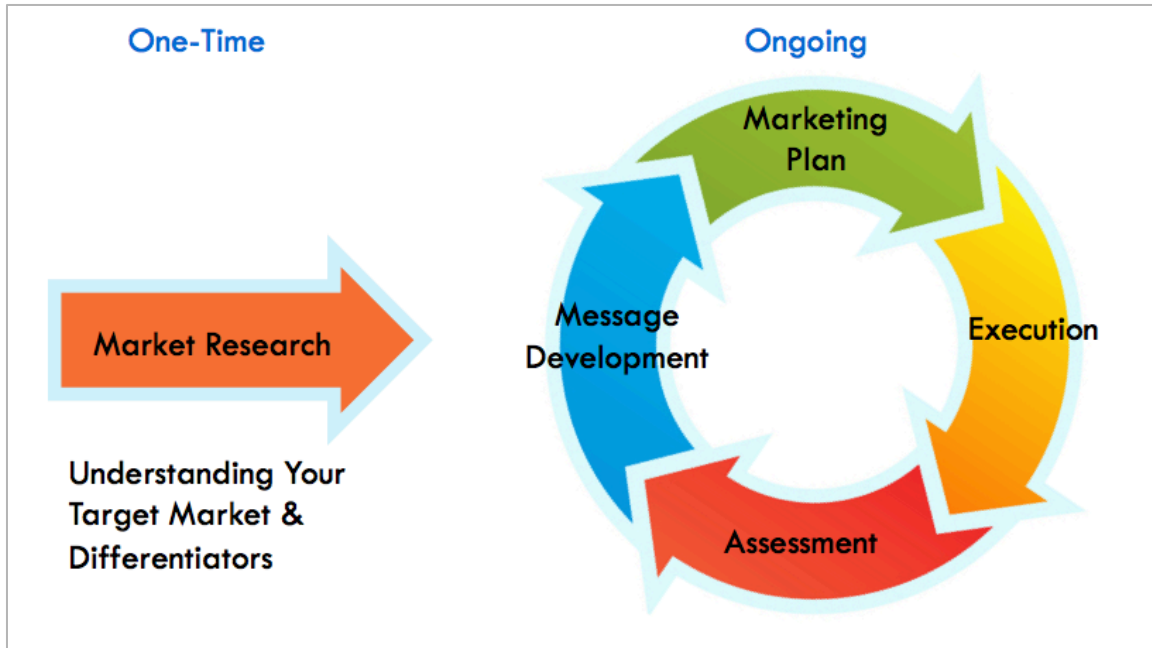 One-Time
Ongoing
Market Research
Understanding Your
Target Market &
Differentiators
Marketing
Plan
Message
Development
Execution
Assessment